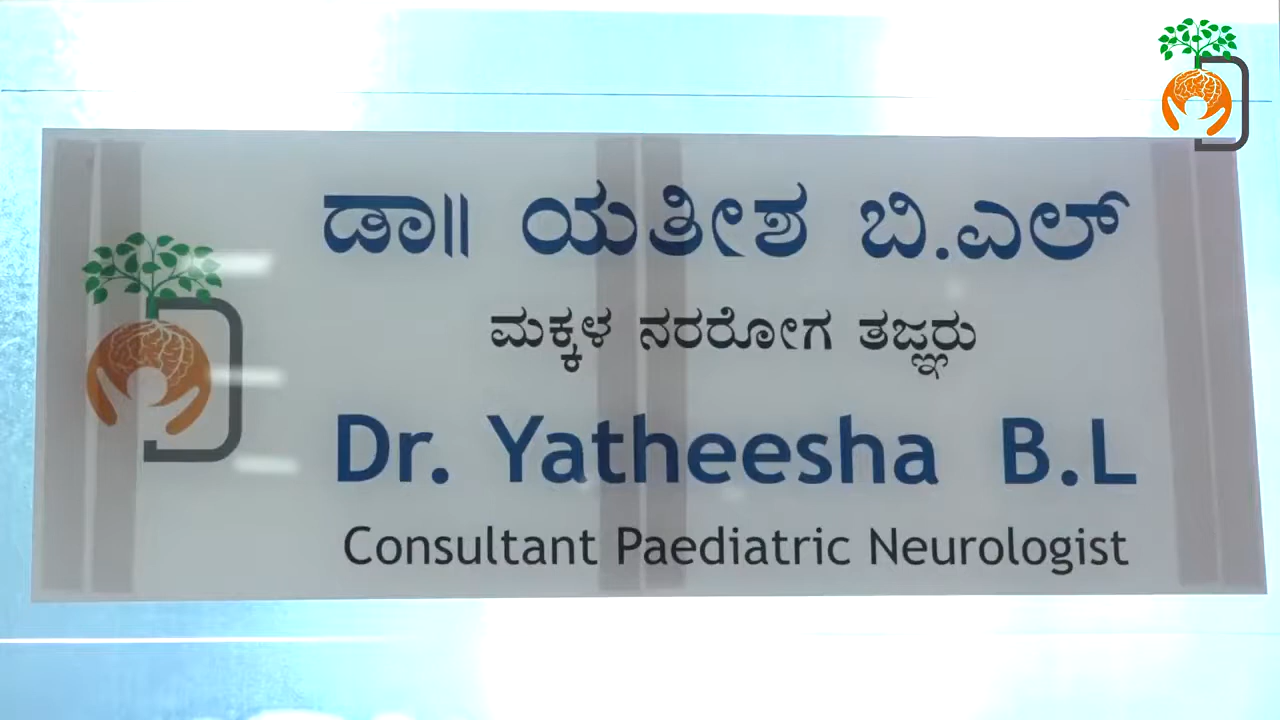 ಡಾ॥ ಯತೀಶ ಬಿ.ಎಲ್
ಮಕ್ಕಳ ನರರೋಗ ತಜ್ಞರು
Dr. Yatheesha B.L
Consultant Paediatric Neurologist